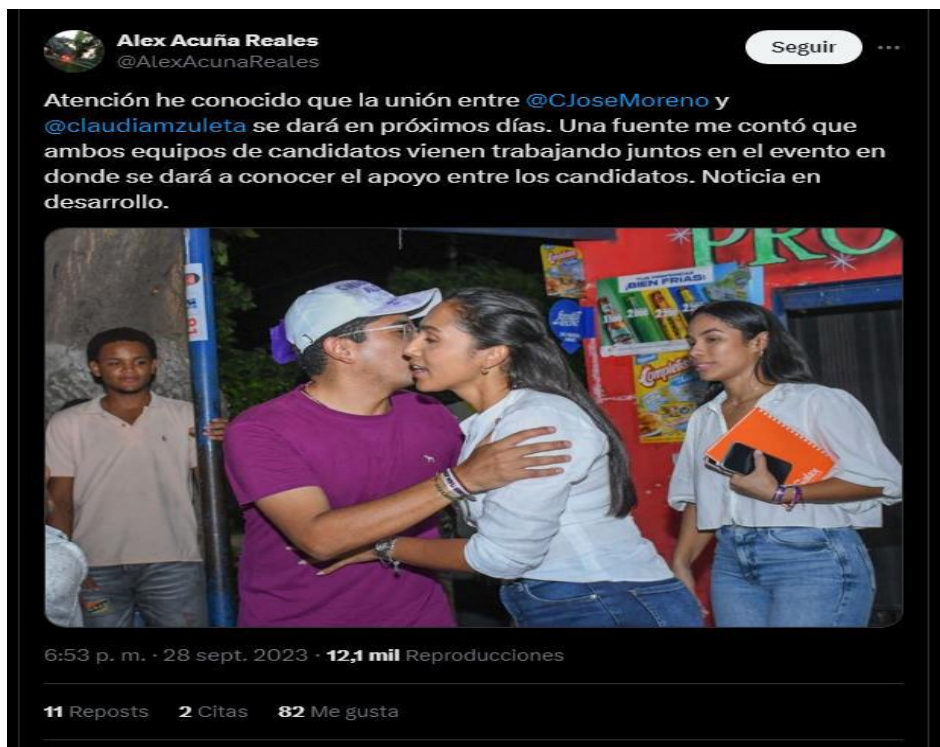 Alex Acuña Reales
Seguir
@AlexAcunaReales
Atención he conocido que la unión entre @CJoseMoreno y
@claudiamzuleta se dará en próximos días. Una fuente me contó que
ambos equipos de candidatos vienen trabajando juntos en el evento en
donde se dará a conocer el apoyo entre los candidatos. Noticia en
desarrollo.
PRO
¡BIEN FRIAS!
6:53 p. m. · 28 sept. 2023 · 12,1 mil Reproducciones
11 Reposts 2 Citas 82 Me gusta